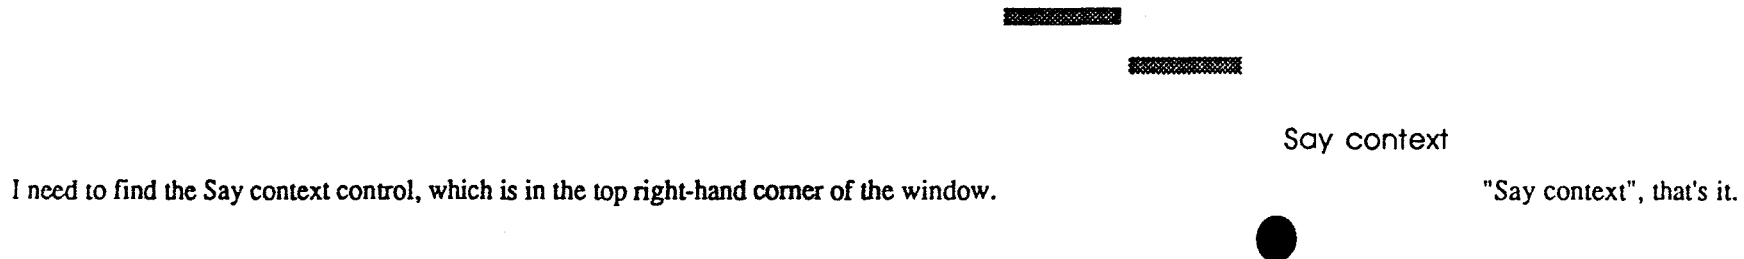 Say context
I need to find the Say context control, which is in the top right-hand corner of the window. "Say context", that's it.